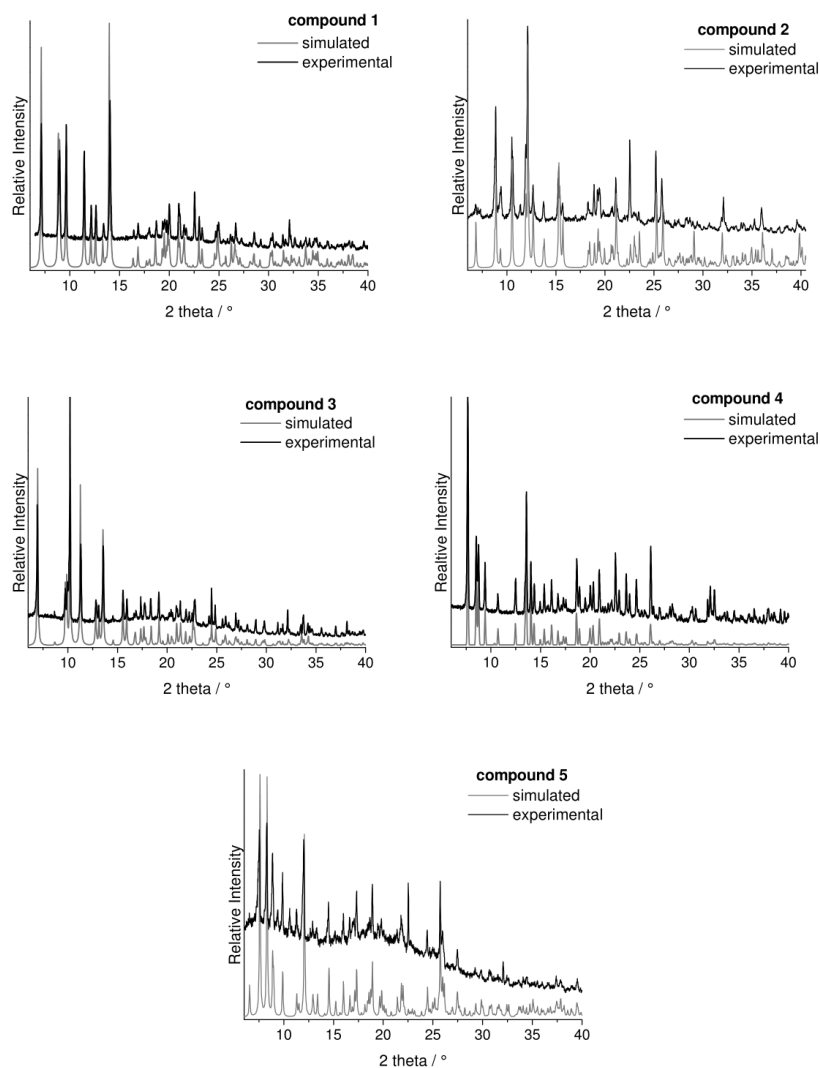 compound 1
simulated
experimental
Relative Intensity
10 15 20 25 30 35 40
2 theta / °
compound 2
simulated
experimental
Relative Intenisty
10 15 20 25 30 35 40
2 theta / °
compound 3
simulated
experimental
Relative Intensity
10 15 20 25 30 35 40
2 theta / °
compound 4
simulated
experimental
Realtive Intensity
10 15 20 25 30 35 40
2 theta / °
compound 5
simulated
experimental
Relative Intensity
10 15 20 25 30 35 40
2 theta / °